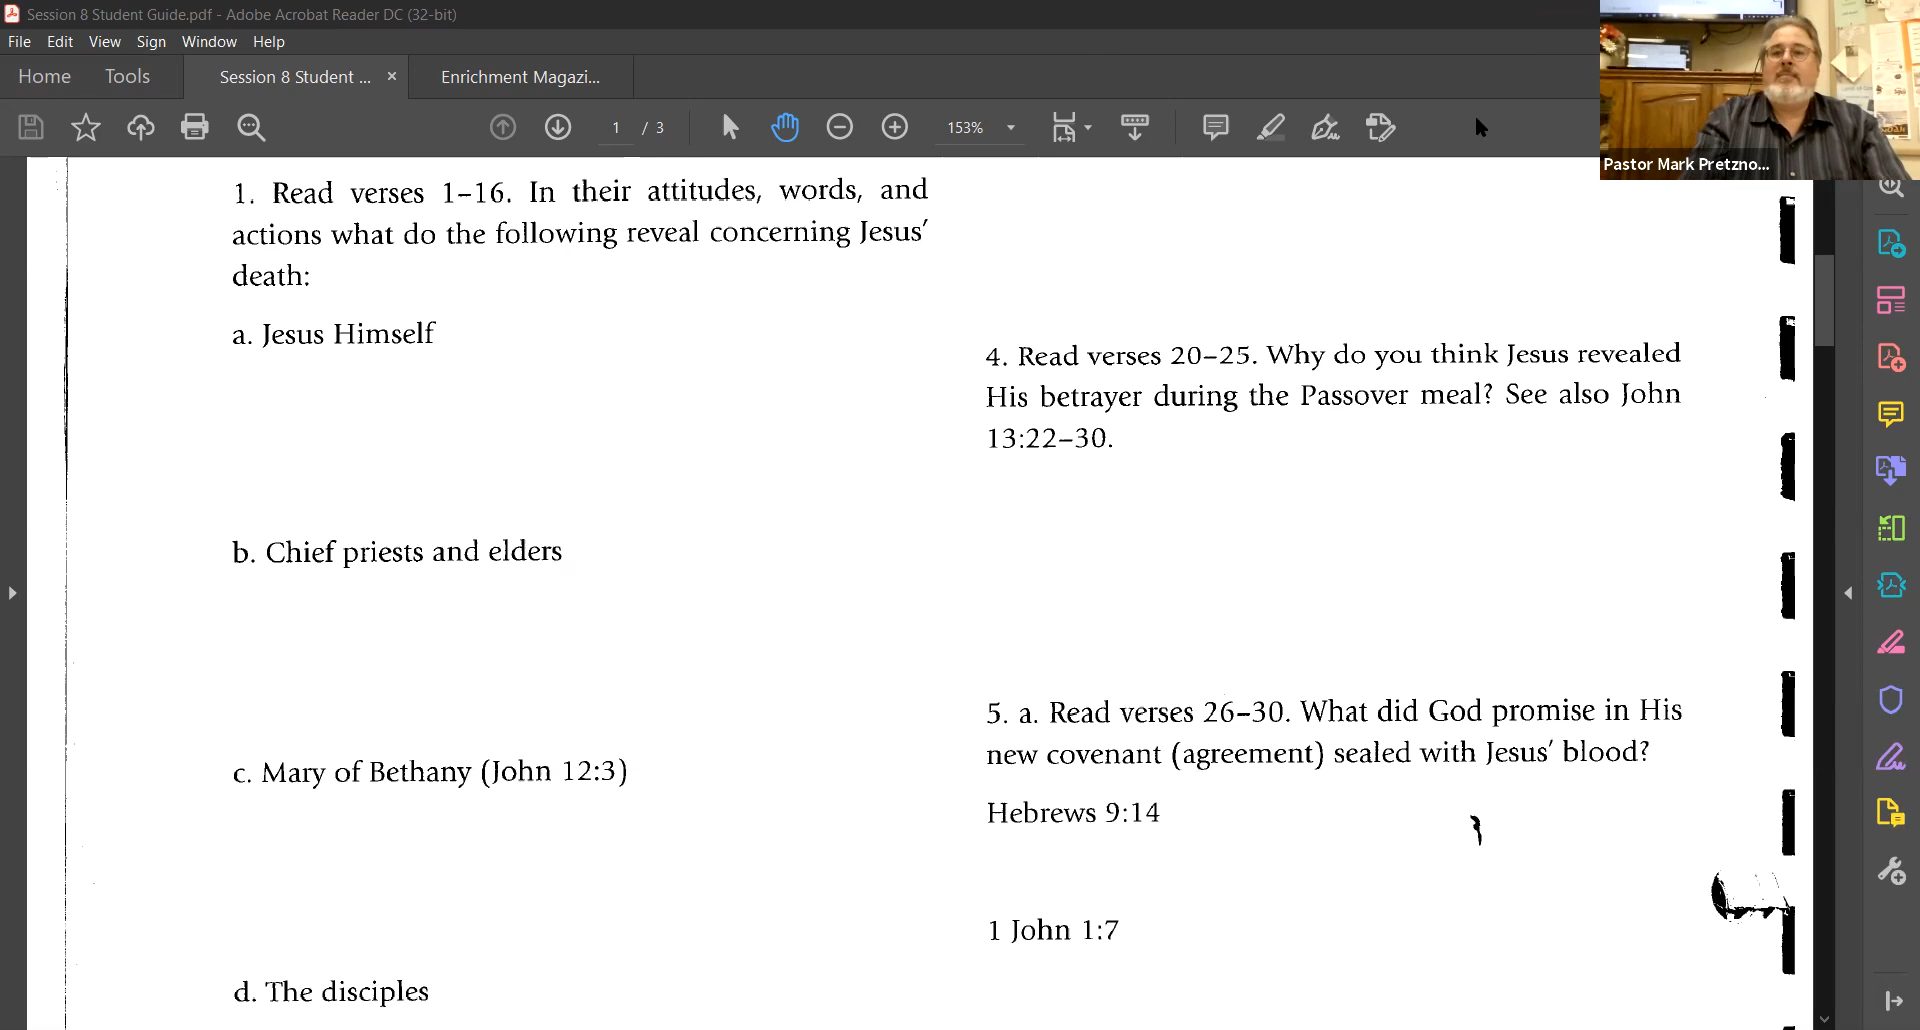 Session 8 Student Guide.pdf - Adobe Acrobat Reader DC (32-bit)
File Edit View Sign Window Help
Home Tools Session 8 Student ... × Enrichment Magazi...
1 / 3 153%
Pastor Mark Pretzno...
1. Read verses 1–16. In their attitudes, words, and
actions what do the following reveal concerning Jesus'
death:
a. Jesus Himself
b. Chief priests and elders
c. Mary of Bethany (John 12:3)
d. The disciples
4. Read verses 20–25. Why do you think Jesus revealed
His betrayer during the Passover meal? See also John
13:22–30.
5. a. Read verses 26–30. What did God promise in His
new covenant (agreement) sealed with Jesus' blood?
Hebrews 9:14
1 John 1:7